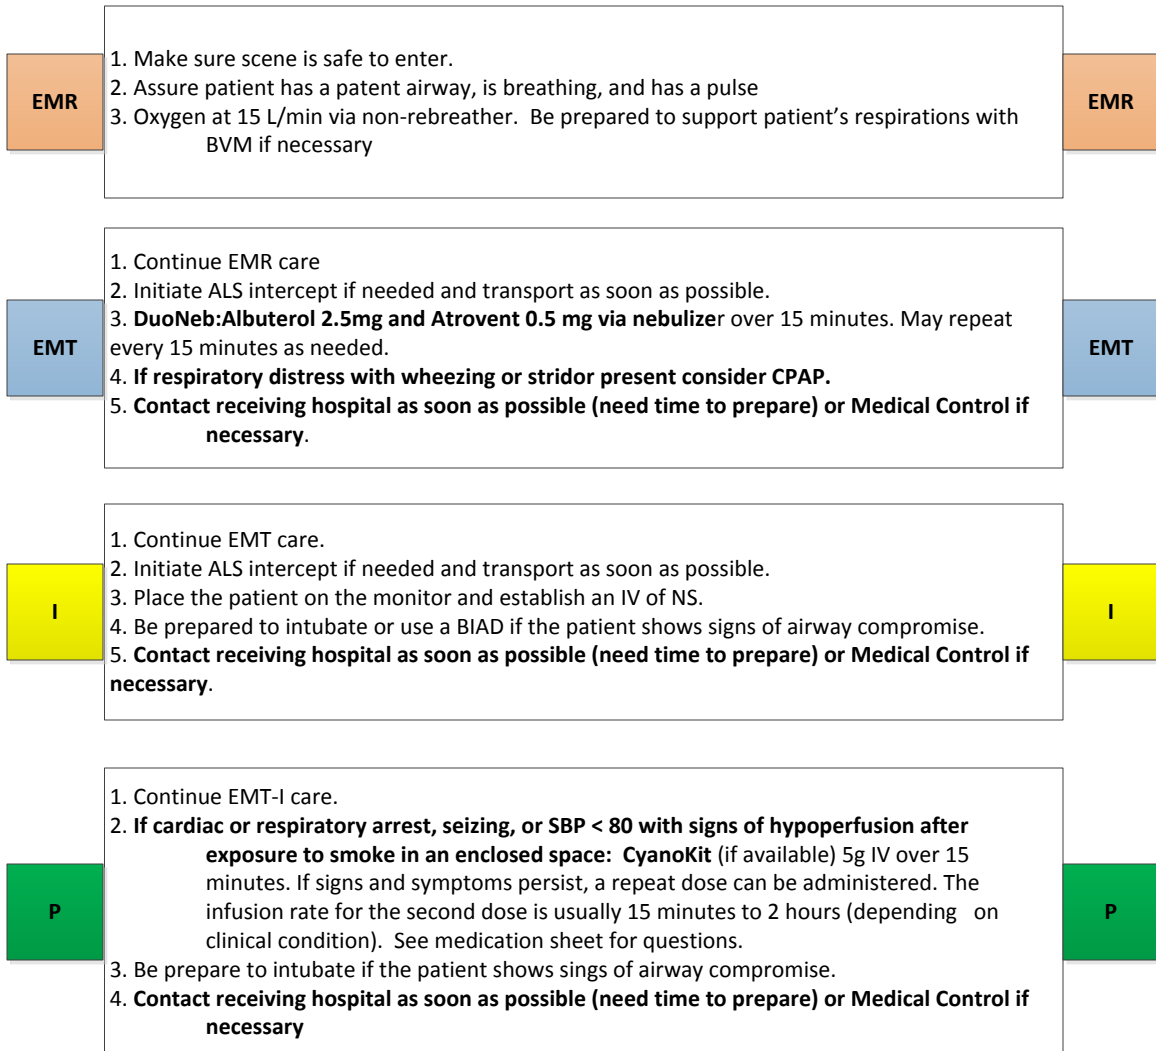 EMR
1. Make sure scene is safe to enter.
2. Assure patient has a patent airway, is breathing, and has a pulse
3. Oxygen at 15 L/min via non-rebreather.  Be prepared to support patient's respirations with
BVM if necessary
EMR
EMT
1. Continue EMR care
2. Initiate ALS intercept if needed and transport as soon as possible.
3. DuoNeb:Albuterol 2.5mg and Atrovent 0.5 mg via nebulizer over 15 minutes. May repeat
every 15 minutes as needed.
4. If respiratory distress with wheezing or stridor present consider CPAP.
5. Contact receiving hospital as soon as possible (need time to prepare) or Medical Control if
necessary.
EMT
I
1. Continue EMT care.
2. Initiate ALS intercept if needed and transport as soon as possible.
3. Place the patient on the monitor and establish an IV of NS.
4. Be prepared to intubate or use a BIAD if the patient shows signs of airway compromise.
5. Contact receiving hospital as soon as possible (need time to prepare) or Medical Control if
necessary.
I
P
1. Continue EMT-I care.
2. If cardiac or respiratory arrest, seizing, or SBP < 80 with signs of hypoperfusion after
exposure to smoke in an enclosed space:  CyanoKit (if available) 5g IV over 15
minutes. If signs and symptoms persist, a repeat dose can be administered. The
infusion rate for the second dose is usually 15 minutes to 2 hours (depending  on
clinical condition).  See medication sheet for questions.
3. Be prepare to intubate if the patient shows sings of airway compromise.
4. Contact receiving hospital as soon as possible (need time to prepare) or Medical Control if
necessary
P